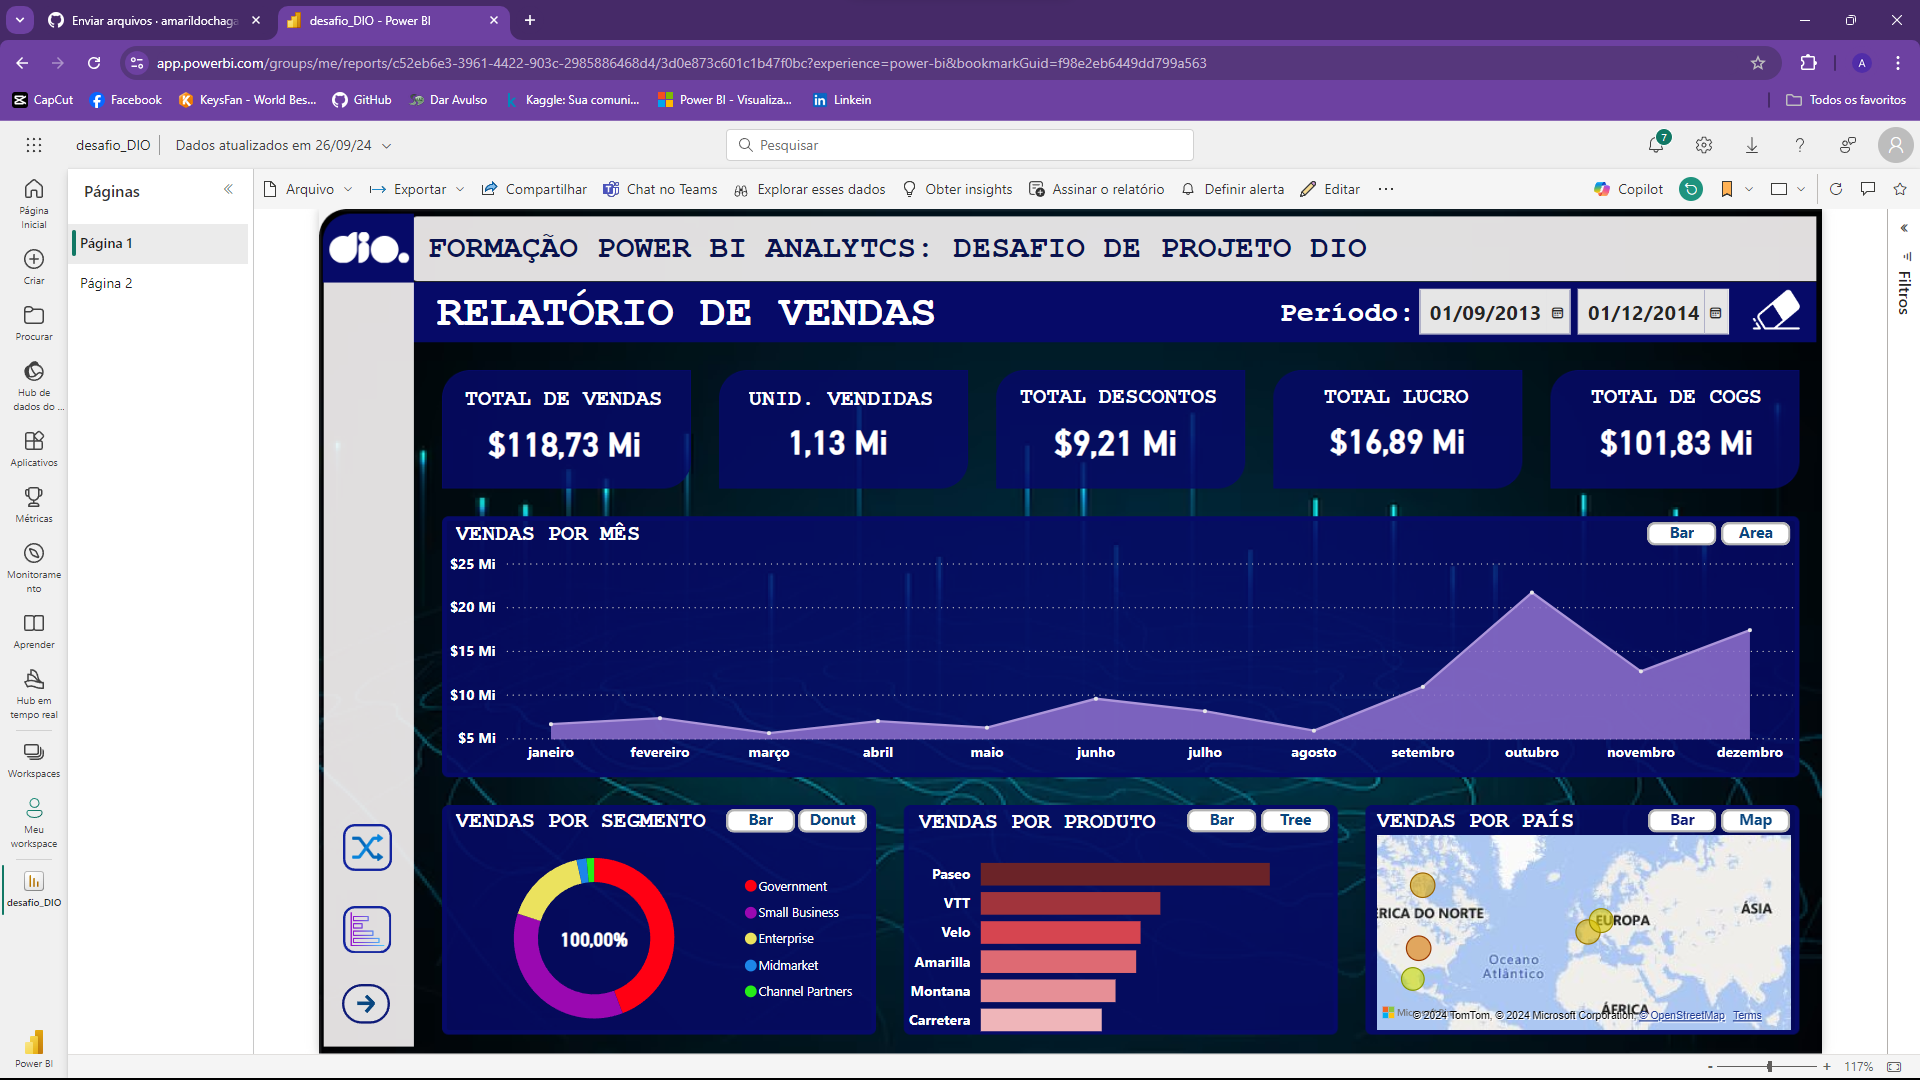 Enviar arquivos · amarildochaga
desafio_DIO - Power BI
app.powerbi.com/groups/me/reports/c52eb6e3-3961-4422-903c-2985886468d4/3d0e873c601c1b47f0bc?experience=power-bi&bookmarkGuid=f98e2eb6449dd799a563
A
CapCut
Facebook
KeysFan - World Bes...
GitHub
Dar Avulso
Kaggle: Sua comuni...
Power BI - Visualiza...
Linkein
Todos os favoritos
desafio_DIO
Dados atualizados em 26/09/24
Pesquisar
7
Página Inicial
Criar
Procurar
Hub de dados do ...
Aplicativos
Métricas
Monitoramento
Aprender
Hub em tempo real
Workspaces
Meu workspace
desafio_DIO
Power BI
Páginas
Página 1
Página 2
Arquivo
Exportar
Compartilhar
Chat no Teams
Explorar esses dados
Obter insights
Assinar o relatório
Definir alerta
Editar
Copilot
Filtros
dio.
FORMAÇÃO POWER BI ANALYTCS: DESAFIO DE PROJETO DIO
RELATÓRIO DE VENDAS
Período:
01/09/2013
01/12/2014
TOTAL DE VENDAS
$118,73 Mi
UNID. VENDIDAS
1,13 Mi
TOTAL DESCONTOS
$9,21 Mi
TOTAL LUCRO
$16,89 Mi
TOTAL DE COGS
$101,83 Mi
VENDAS POR MÊS
Bar
Area
$25 Mi
$20 Mi
$15 Mi
$10 Mi
$5 Mi
janeiro
fevereiro
março
abril
maio
junho
julho
agosto
setembro
outubro
novembro
dezembro
VENDAS POR SEGMENTO
Bar
Donut
100,00%
Government
Small Business
Enterprise
Midmarket
Channel Partners
VENDAS POR PRODUTO
Bar
Tree
Paseo
VTT
Velo
Amarilla
Montana
Carretera
VENDAS POR PAÍS
Bar
Map
ERICA DO NORTE
EUROPA
ÁSIA
Oceano
Atlântico
ÁFRICA
© 2024 TomTom, © 2024 Microsoft Corporation, © OpenStreetMap Terms
117%